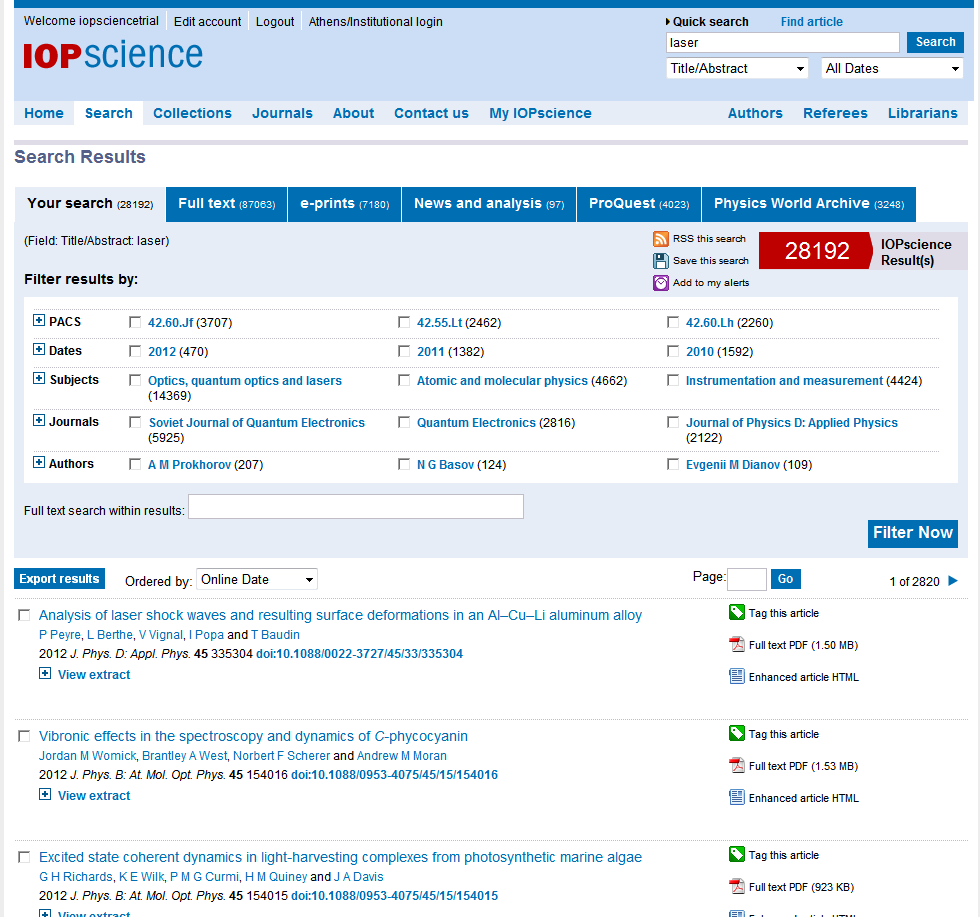 Welcome iopsciencetrial Edit account Logout Athens/Institutional login
Quick search Find article
IOPscience
laser Search
Title/Abstract All Dates
Home Search Collections Journals About Contact us My IOPscience Authors Referees Librarians
Search Results
Your search (28192) Full text (87063) e-prints (7180) News and analysis (97) ProQuest (4023) Physics World Archive (3248)
(Field: Title/Abstract: laser)
RSS this search
Save this search
Add to my alerts
28192 IOPscience
Result(s)
Filter results by:
PACS 42.60.Jf (3707) 42.55.Lt (2462) 42.60.Lh (2260)
Dates 2012 (470) 2011 (1382) 2010 (1592)
Subjects Optics, quantum optics and lasers Atomic and molecular physics (4662) Instrumentation and measurement (4424)
(14369)
Journals Soviet Journal of Quantum Electronics Quantum Electronics (2816) Journal of Physics D: Applied Physics
(5925) (2122)
Authors A M Prokhorov (207) N G Basov (124) Evgenii M Dianov (109)
Full text search within results:
Filter Now
Export results Ordered by: Online Date Page: Go 1 of 2820
Analysis of laser shock waves and resulting surface deformations in an Al–Cu–Li aluminum alloy
P Peyre, L Berthe, V Vignal, I Popa and T Baudin
2012 J. Phys. D: Appl. Phys. 45 335304 doi:10.1088/0022-3727/45/33/335304
View extract
Tag this article
Full text PDF (1.50 MB)
Enhanced article HTML
Vibronic effects in the spectroscopy and dynamics of C-phycocyanin
Jordan M Womick, Brantley A West, Norbert F Scherer and Andrew M Moran
2012 J. Phys. B: At. Mol. Opt. Phys. 45 154016 doi:10.1088/0953-4075/45/15/154016
View extract
Tag this article
Full text PDF (1.53 MB)
Enhanced article HTML
Excited state coherent dynamics in light-harvesting complexes from photosynthetic marine algae
G H Richards, K E Wilk, P M G Curmi, H M Quiney and J A Davis
2012 J. Phys. B: At. Mol. Opt. Phys. 45 154015 doi:10.1088/0953-4075/45/15/154015
View extract
Tag this article
Full text PDF (923 KB)
Enhanced article HTML